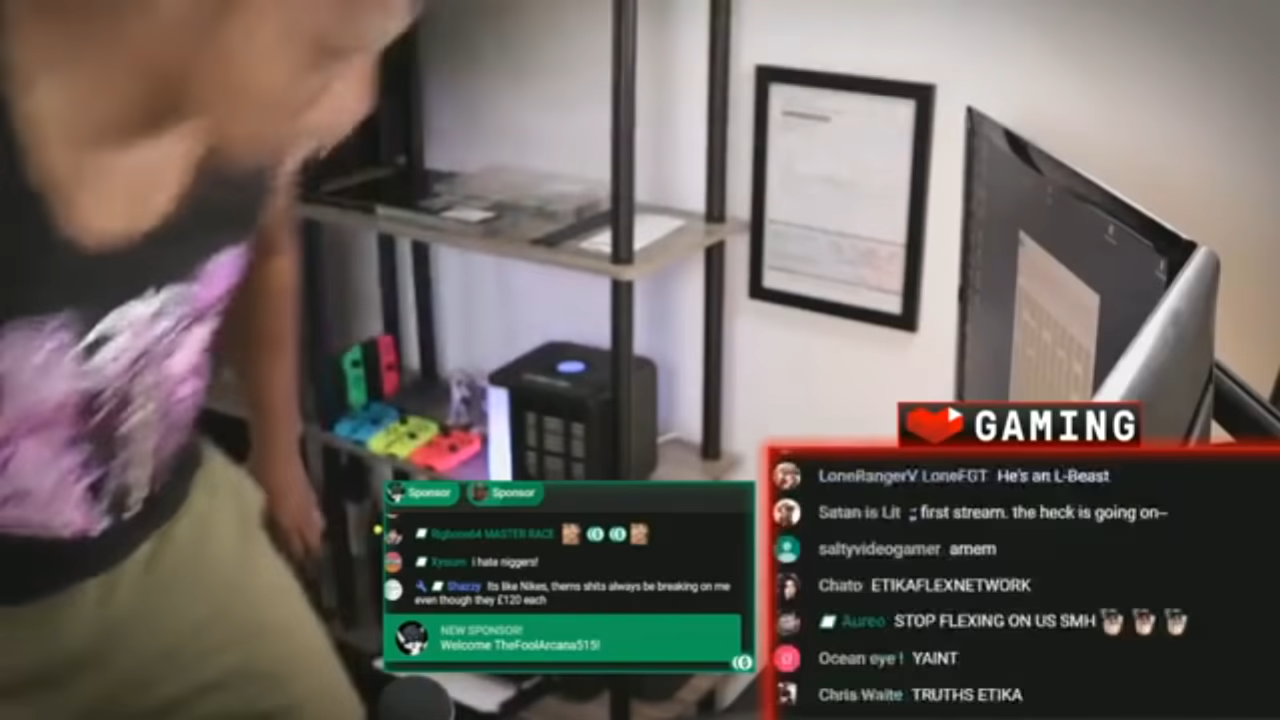 GAMING
LoneRangerV LoneFGT He's an L-Beast
Satan is Lit ;; first stream. the heck is going on--
saltyvideogamer amem
Chato ETIKAFLEXNETWORK
Aureo STOP FLEXING ON US SMH
Ocean eye ! YAINT
Chris Waite TRUTHS ETIKA
Sponsor Sponsor
MASTER RACE
Xysium i hate niggers!
Shazzy Its like Nikes, thems shits always be breaking on me
even though they £120 each
NEW SPONSOR!
Welcome TheFoolArcana515!